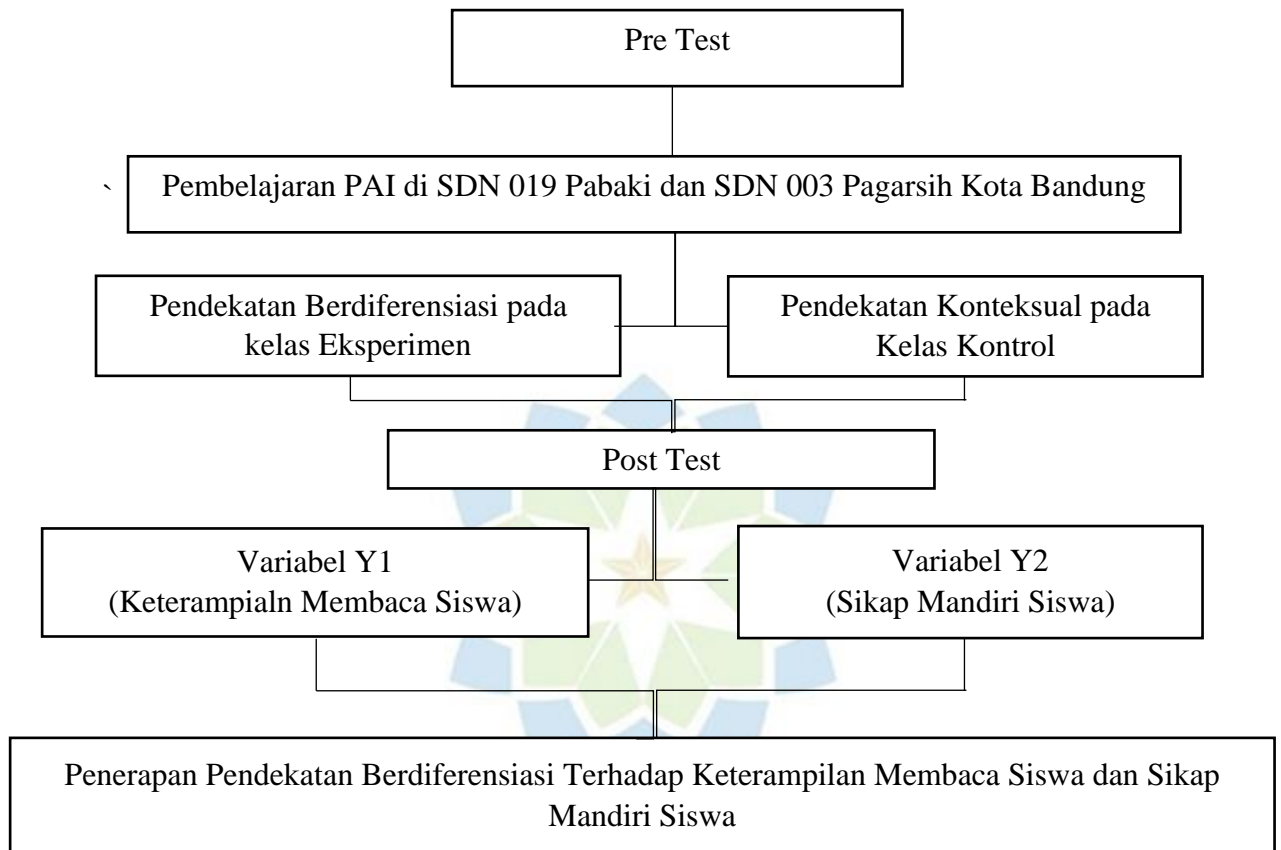 Pre Test
` Pembelajaran PAI di SDN 019 Pabaki dan SDN 003 Pagarsih Kota Bandung
Pendekatan Berdiferensiasi pada
kelas Eksperimen
Pendekatan Konteksual pada
Kelas Kontrol
Post Test
Variabel Y1
(Keterampialn Membaca Siswa)
Variabel Y2
(Sikap Mandiri Siswa)
Penerapan Pendekatan Berdiferensiasi Terhadap Keterampilan Membaca Siswa dan Sikap
Mandiri Siswa